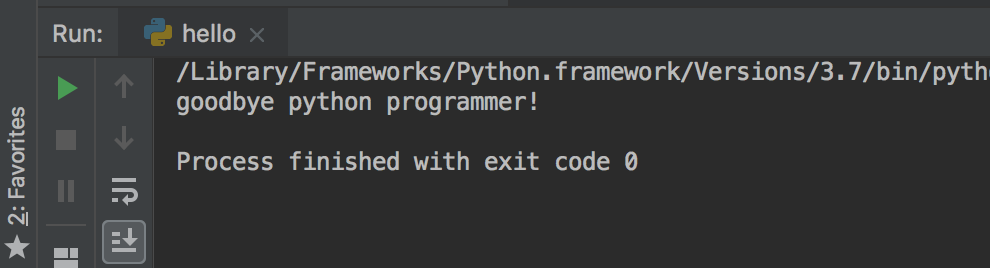 Run: hello
/Library/Frameworks/Python.framework/Versions/3.7/bin/pytho
goodbye python programmer!
Process finished with exit code 0
2: Favorites